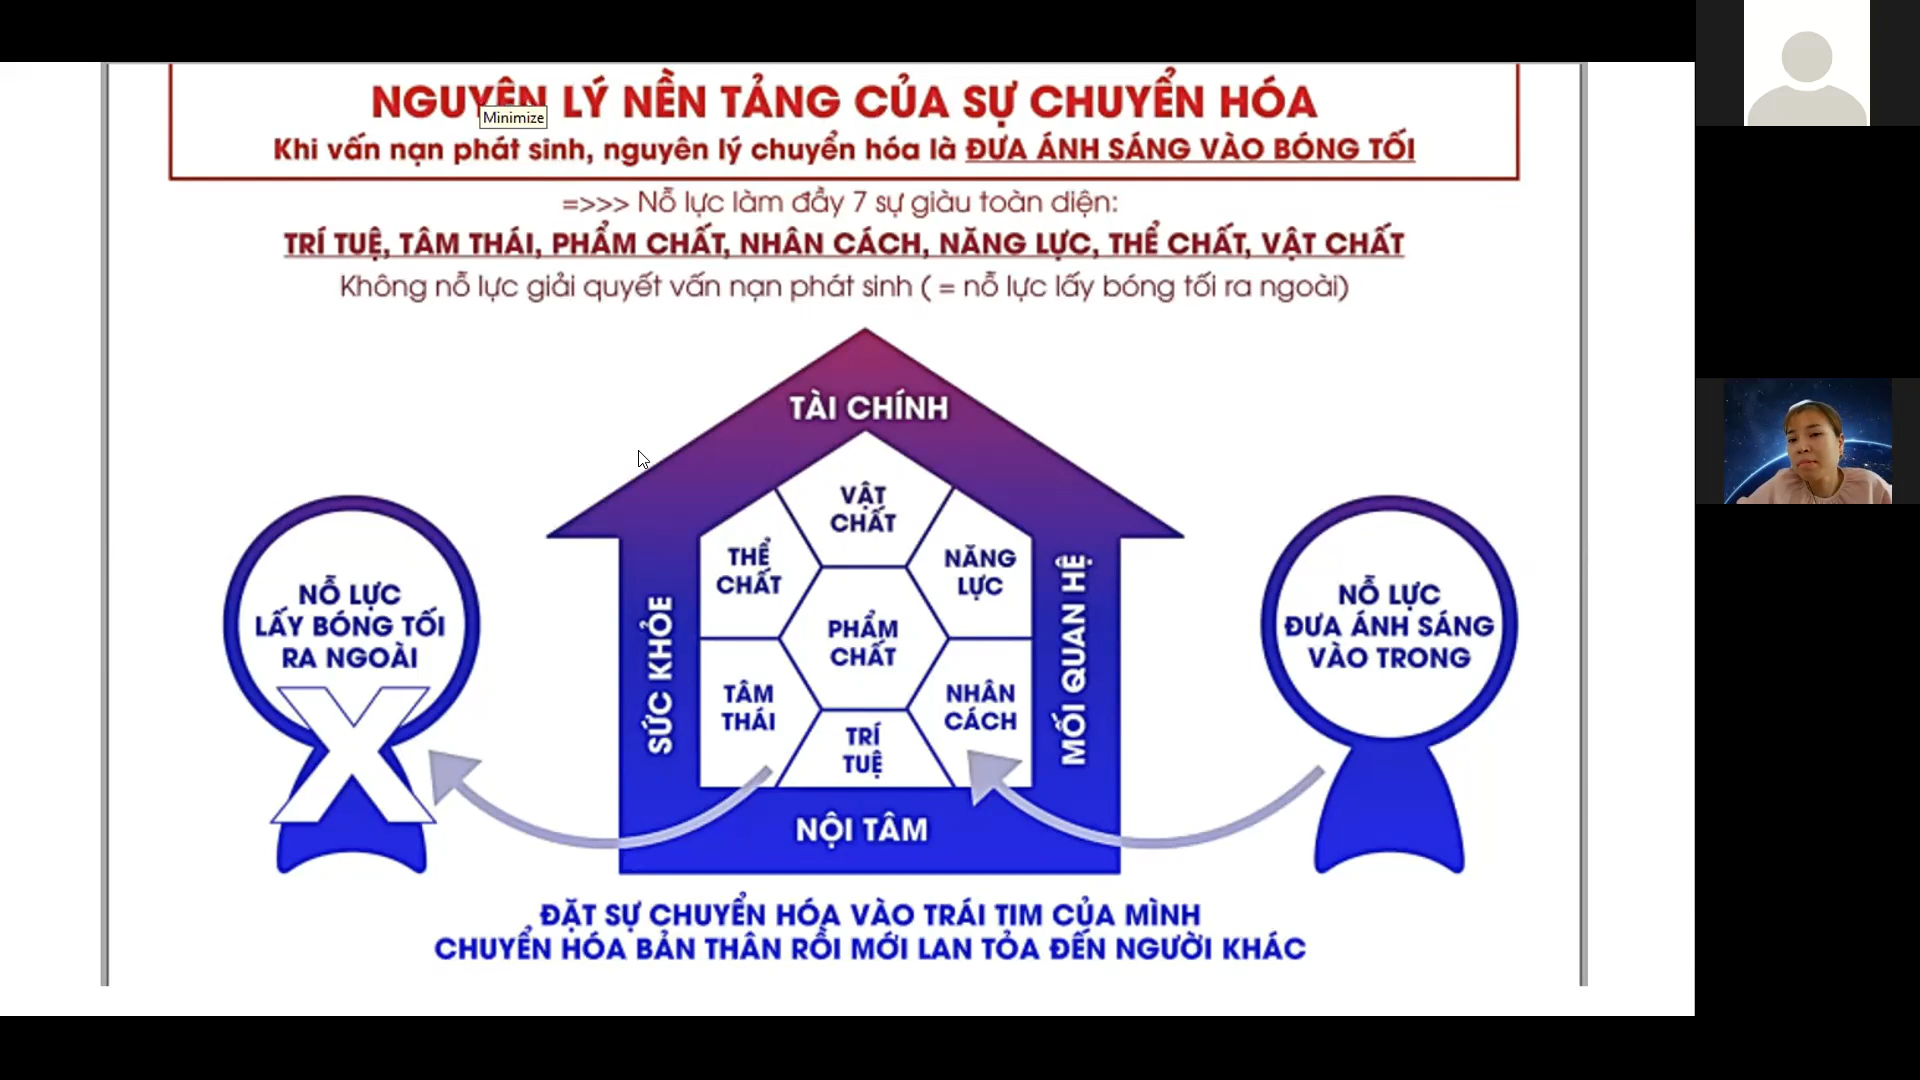 NGUYÊN LÝ NỀN TẢNG CỦA SỰ CHUYỂN HÓA
Minimize
Khi vấn nạn phát sinh, nguyên lý chuyển hóa là ĐƯA ÁNH SÁNG VÀO BÓNG TỐI
=>>> Nỗ lực làm đầy 7 sự giàu toàn diện:
TRÍ TUỆ, TÂM THÁI, PHẨM CHẤT, NHÂN CÁCH, NĂNG LỰC, THỂ CHẤT, VẬT CHẤT
Không nỗ lực giải quyết vấn nạn phát sinh ( = nỗ lực lấy bóng tối ra ngoài)
NỖ LỰC
LẤY BÓNG TỐI
RA NGOÀI
X
TÀI CHÍNH
SỨC KHỎE
VẬT
CHẤT
THỂ
CHẤT
NĂNG
LỰC
PHẨM
CHẤT
TÂM
THÁI
NHÂN
CÁCH
TRÍ
TUỆ
MỐI QUAN HỆ
NỘI TÂM
NỖ LỰC
ĐƯA ÁNH SÁNG
VÀO TRONG
ĐẶT SỰ CHUYỂN HÓA VÀO TRÁI TIM CỦA MÌNH
CHUYỂN HÓA BẢN THÂN RỒI MỚI LAN TỎA ĐẾN NGƯỜI KHÁC